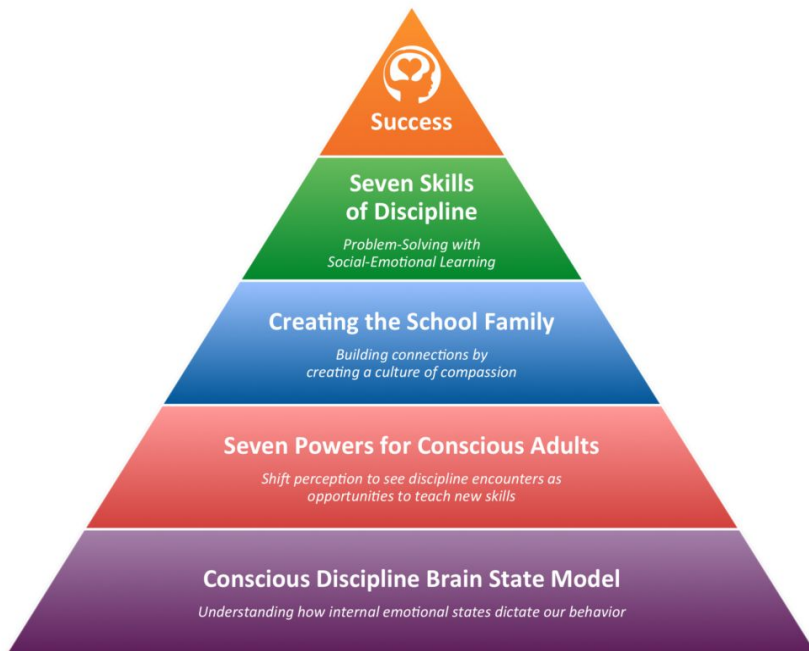 Success
Seven Skills
of Discipline
Problem-Solving with
Social-Emotional Learning
Creating the School Family
Building connections by
creating a culture of compassion
Seven Powers for Conscious Adults
Shift perception to see discipline encounters as
opportunities to teach new skills
Conscious Discipline Brain State Model
Understanding how internal emotional states dictate our behavior